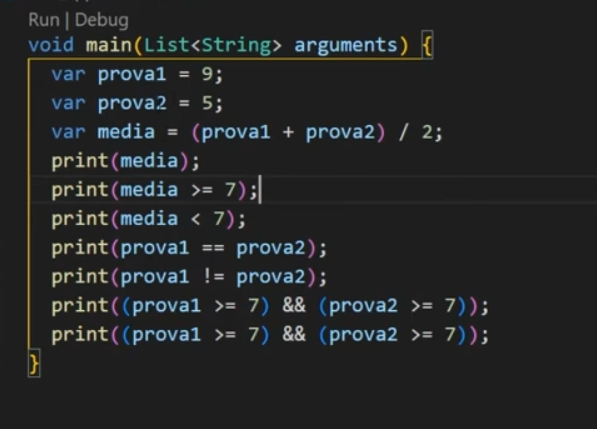 Run | Debug
void main(List<String> arguments) {
var prova1 = 9;
var prova2 = 5;
var media = (prova1 + prova2) / 2;
print(media);
print(media >= 7);
print(media < 7);
print(prova1 == prova2);
print(prova1 != prova2);
print((prova1 >= 7) && (prova2 >= 7));
print((prova1 >= 7) && (prova2 >= 7));
}